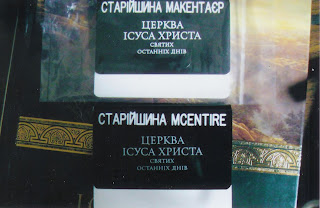 СТАРІЙШИНА МАКЕНТАЄР
ЦЕРКВА
ІСУСА ХРИСТА
СВЯТИХ
ОСТАННІХ ДНІВ
СТАРІЙШИНА MCENTIRE
ЦЕРКВА
ІСУСА ХРИСТА
СВЯТИХ
ОСТАННІХ ДНІВ